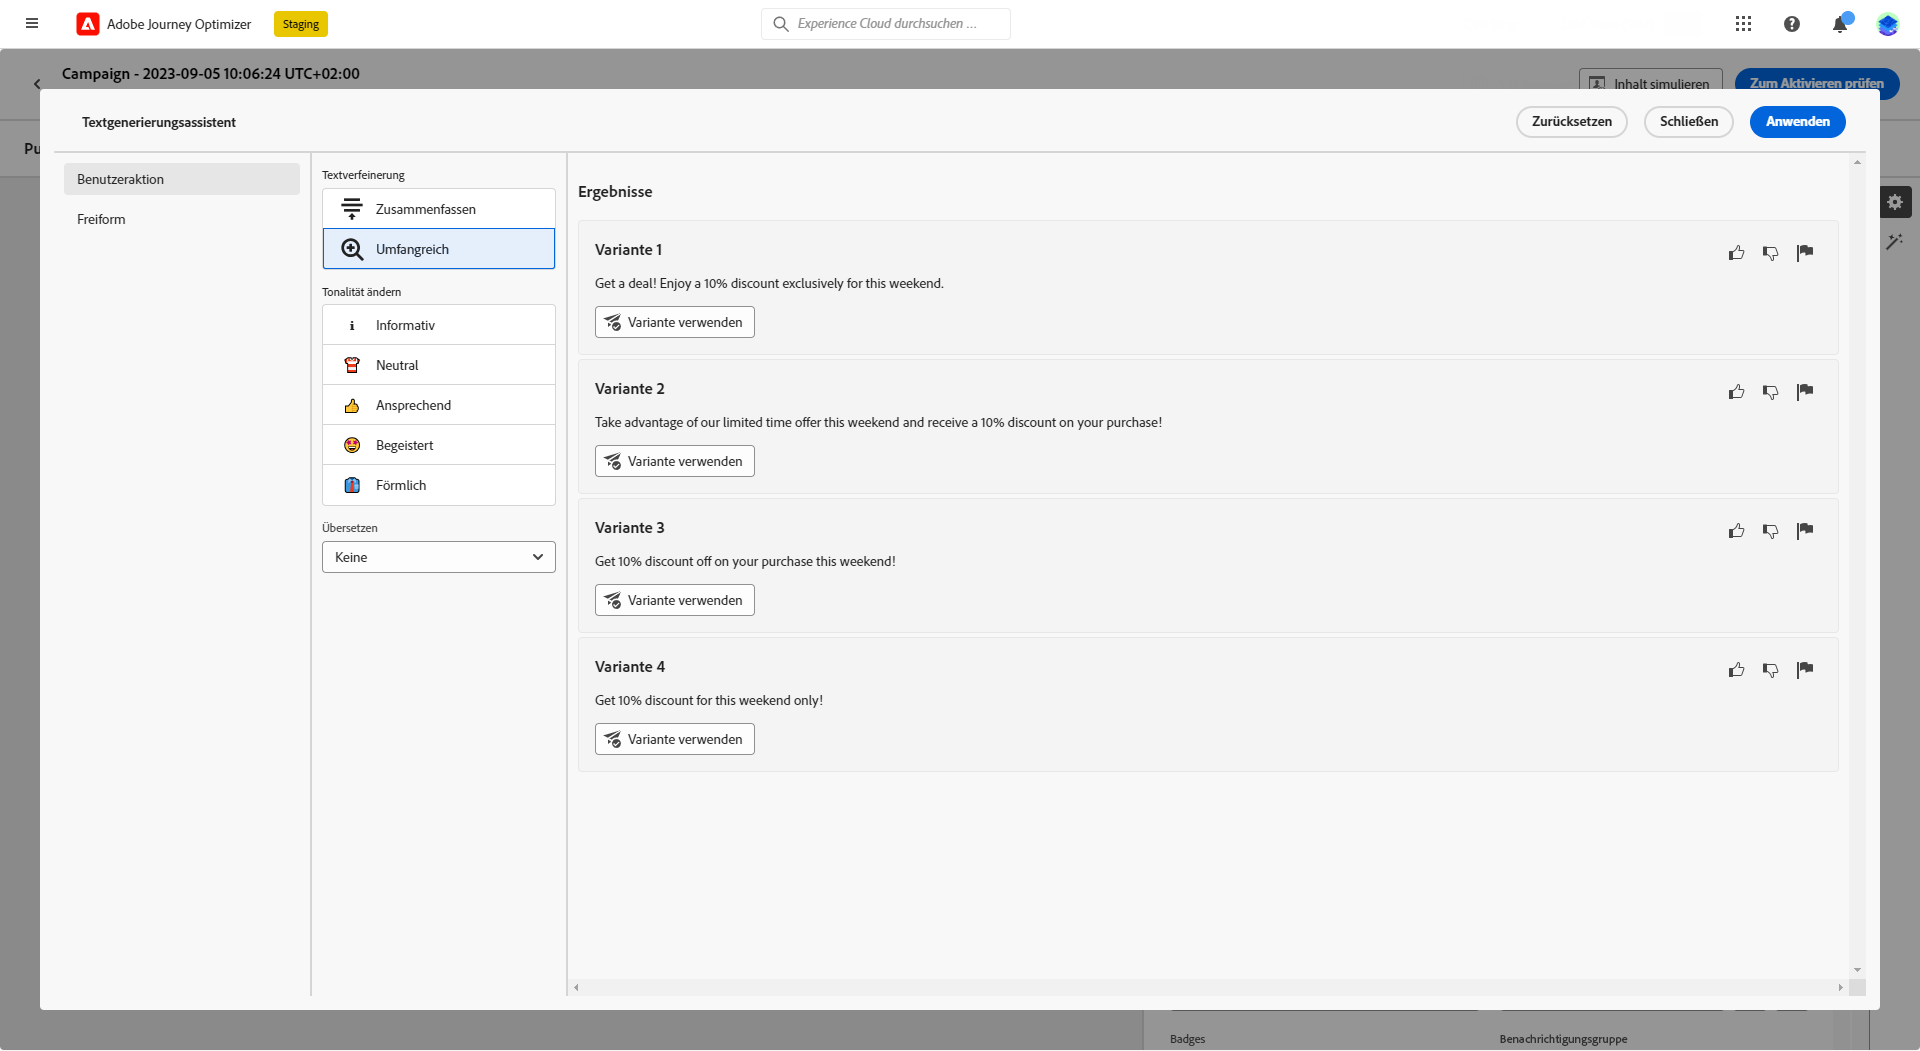 Adobe Journey Optimizer
Staging
Experience Cloud durchsuchen ...
Campaign - 2023-09-05 10:06:24 UTC+02:00
Inhalt simulieren
Zum Aktivieren prüfen
Pu
Textgenerierungsassistent
Zurücksetzen
Schließen
Anwenden
Benutzeraktion
Freiform
Textverfeinerung
Zusammenfassen
Umfangreich
Tonalität ändern
Informativ
Neutral
Ansprechend
Begeistert
Förmlich
Übersetzen
Keine
Ergebnisse
Variante 1
Get a deal! Enjoy a 10% discount exclusively for this weekend.
Variante verwenden
Variante 2
Take advantage of our limited time offer this weekend and receive a 10% discount on your purchase!
Variante verwenden
Variante 3
Get 10% discount off on your purchase this weekend!
Variante verwenden
Variante 4
Get 10% discount for this weekend only!
Variante verwenden
Badges
Benachrichtigungsgruppe